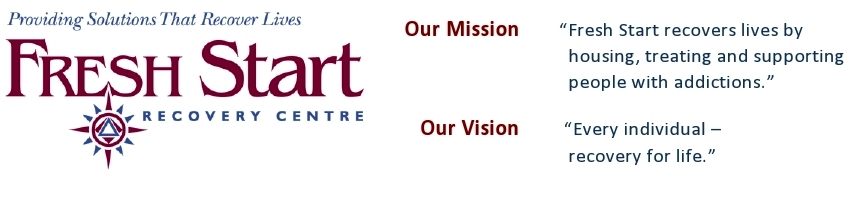 Providing Solutions That Recover Lives
FRESH START
RECOVERY CENTRE
Our Mission
“Fresh Start recovers lives by
housing, treating and supporting
people with addictions.”
Our Vision
“Every individual –
recovery for life.”